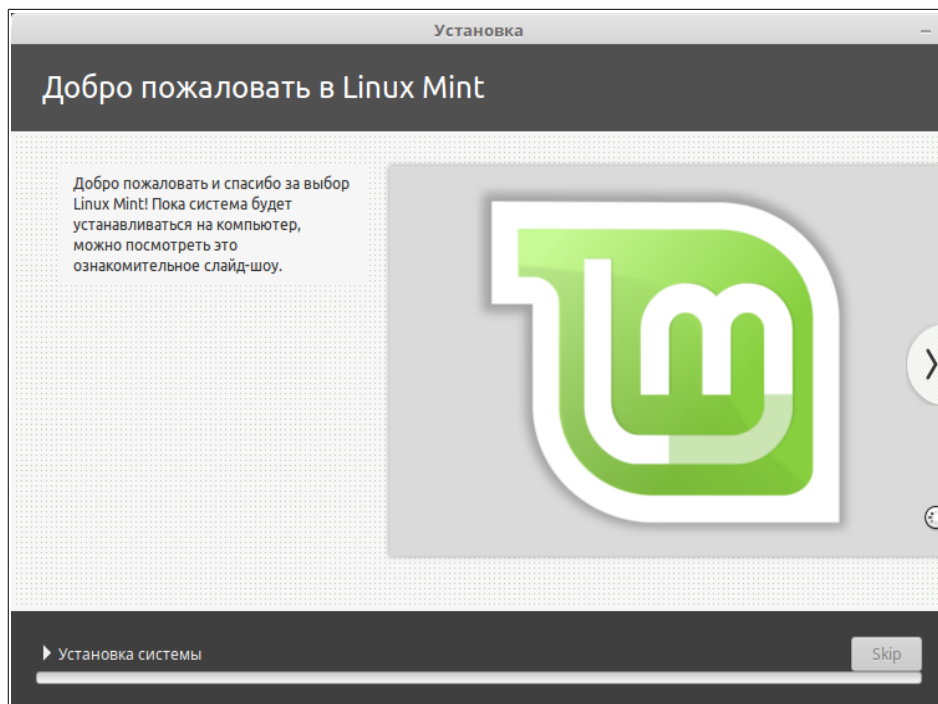 Установка
Добро пожаловать в Linux Mint
Добро пожаловать и спасибо за выбор
Linux Mint! Пока система будет
устанавливаться на компьютер,
можно посмотреть это
ознакомительное слайд-шоу.
Установка системы
Skip